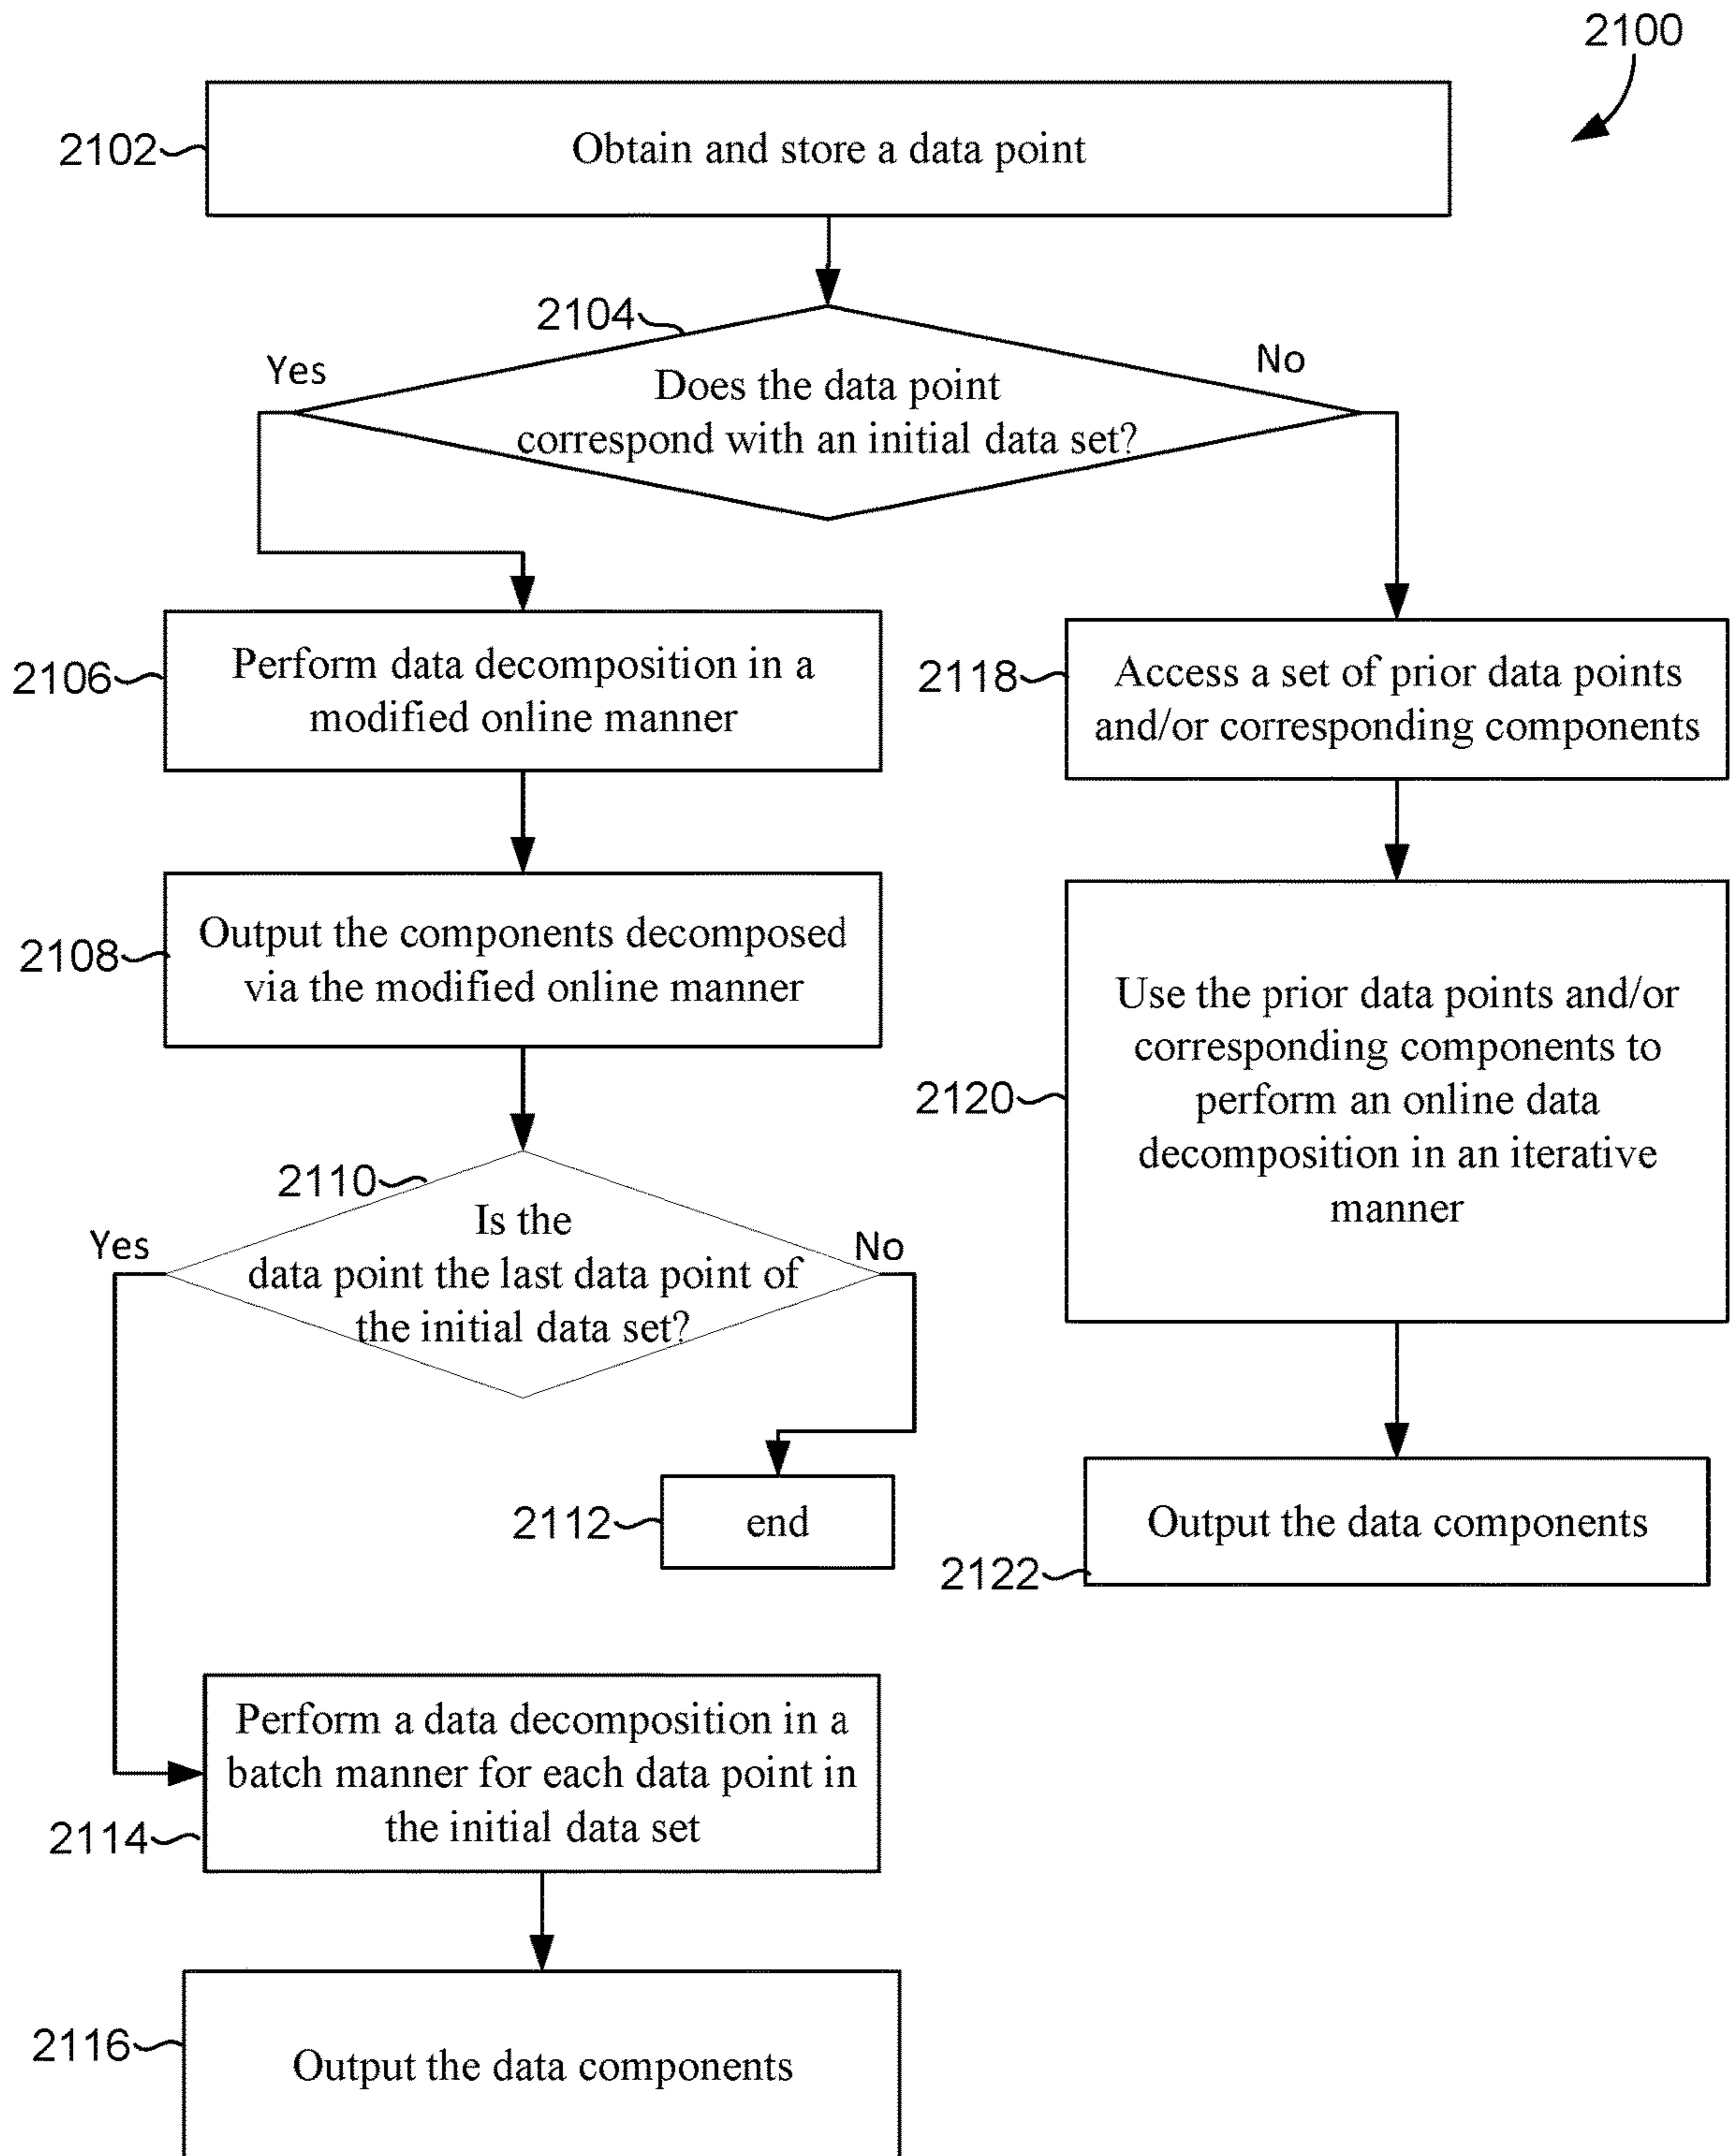 2100
2102
Obtain and store a data point
2104
Yes
No
Does the data point
correspond with an initial data set?
2106
Perform data decomposition in a
modified online manner
2108
Output the components decomposed
via the modified online manner
2110
Yes
No
Is the
data point the last data point of
the initial data set?
2112
end
2114
Perform a data decomposition in a
batch manner for each data point in
the initial data set
2116
Output the data components
2118
Access a set of prior data points
and/or corresponding components
2120
Use the prior data points and/or
corresponding components to
perform an online data
decomposition in an iterative
manner
2122
Output the data components